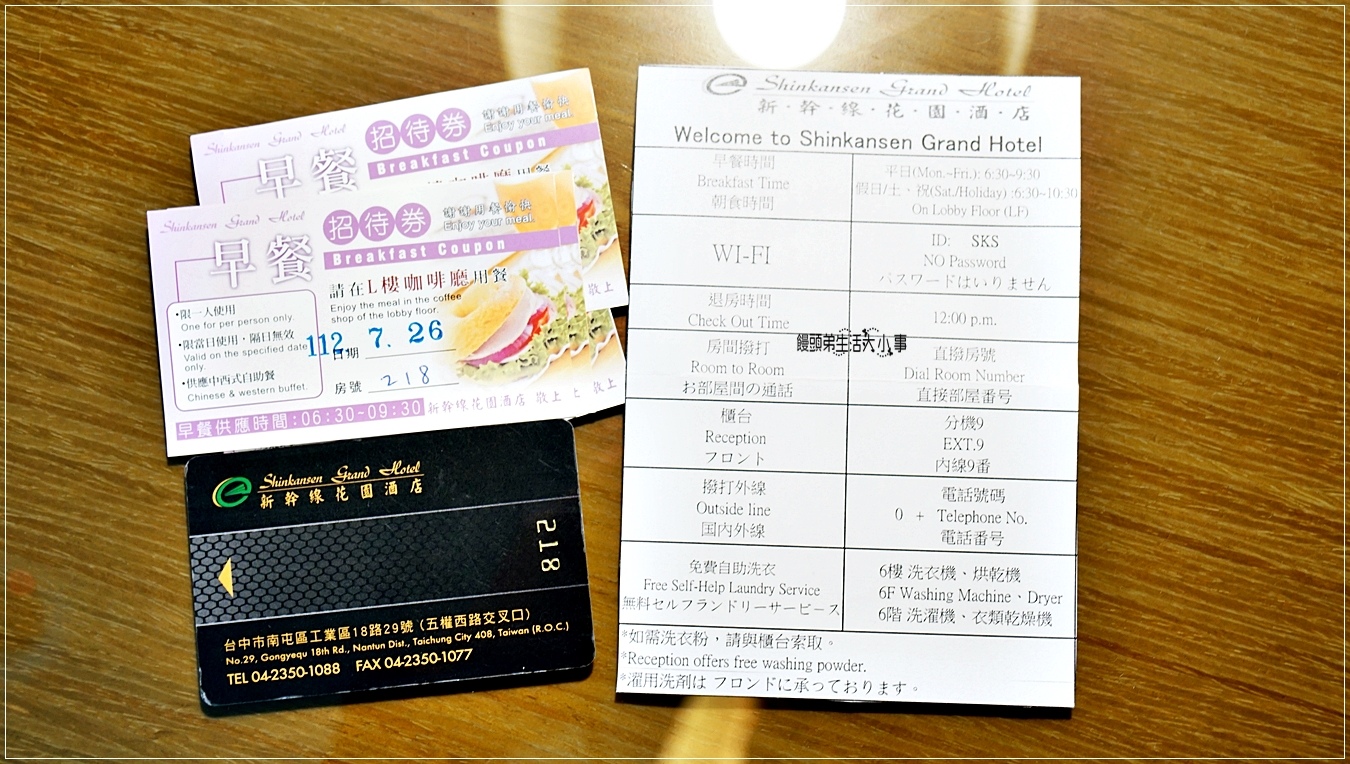 Shinkansen Grand Hotel
早餐 招待券
謝謝用餐愉快
Enjoy your meal.
Breakfast Coupon
敬上
Shinkansen Grand Hotel
早餐 招待券
謝謝用餐愉快
Enjoy your meal.
Breakfast Coupon
請在L樓咖啡廳用餐
Enjoy the meal in the coffee
shop of the lobby floor.
•限一人使用
One for per person only.
•限當日使用、隔日無效
Valid on the specified date
only.
•供應中西式自助餐
Chinese & western buffet.
112. 7. 26
日期
房號 218
早餐供應時間:06:30~09:30 新幹線花園酒店 敬上 上 敬上
Shinkansen Grand Hotel
新幹線花園酒店
218
台中市南屯區工業區18路29號 (五權西路交叉口)
No.29, Gongyequ 18th Rd., Nantun Dist., Taichung City 408, Taiwan (R.O.C.)
TEL 04-2350-1088 FAX 04-2350-1077
Shinkansen Grand Hotel
新·幹·線·花·園·酒·店
Welcome to Shinkansen Grand Hotel
早餐時間
Breakfast Time
朝食時間
平日(Mon.~Fri.): 6:30~9:30
假日/土、祝(Sat./Holiday) :6:30~10:30
On Lobby Floor (LF)
WI-FI
ID: SKS
NO Password
パスワードはいりません
退房時間
Check Out Time
12:00 p.m.
饅頭弟生活大小事
房間撥打
Room to Room
お部屋間の通話
直撥房號
Dial Room Number
直接部屋番号
櫃台
Reception
フロント
分機9
EXT.9
內線9番
撥打外線
Outside line
国内外線
電話號碼
0 + Telephone No.
電話番号
免費自助洗衣
Free Self-Help Laundry Service
無料セルフランドリーサービース
6樓 洗衣機、烘乾機
6F Washing Machine、Dryer
6階 洗濯機、衣類乾燥機
*如需洗衣粉，請與櫃台索取。
*Reception offers free washing powder.
*濯用洗剤は フロンドに承っております。